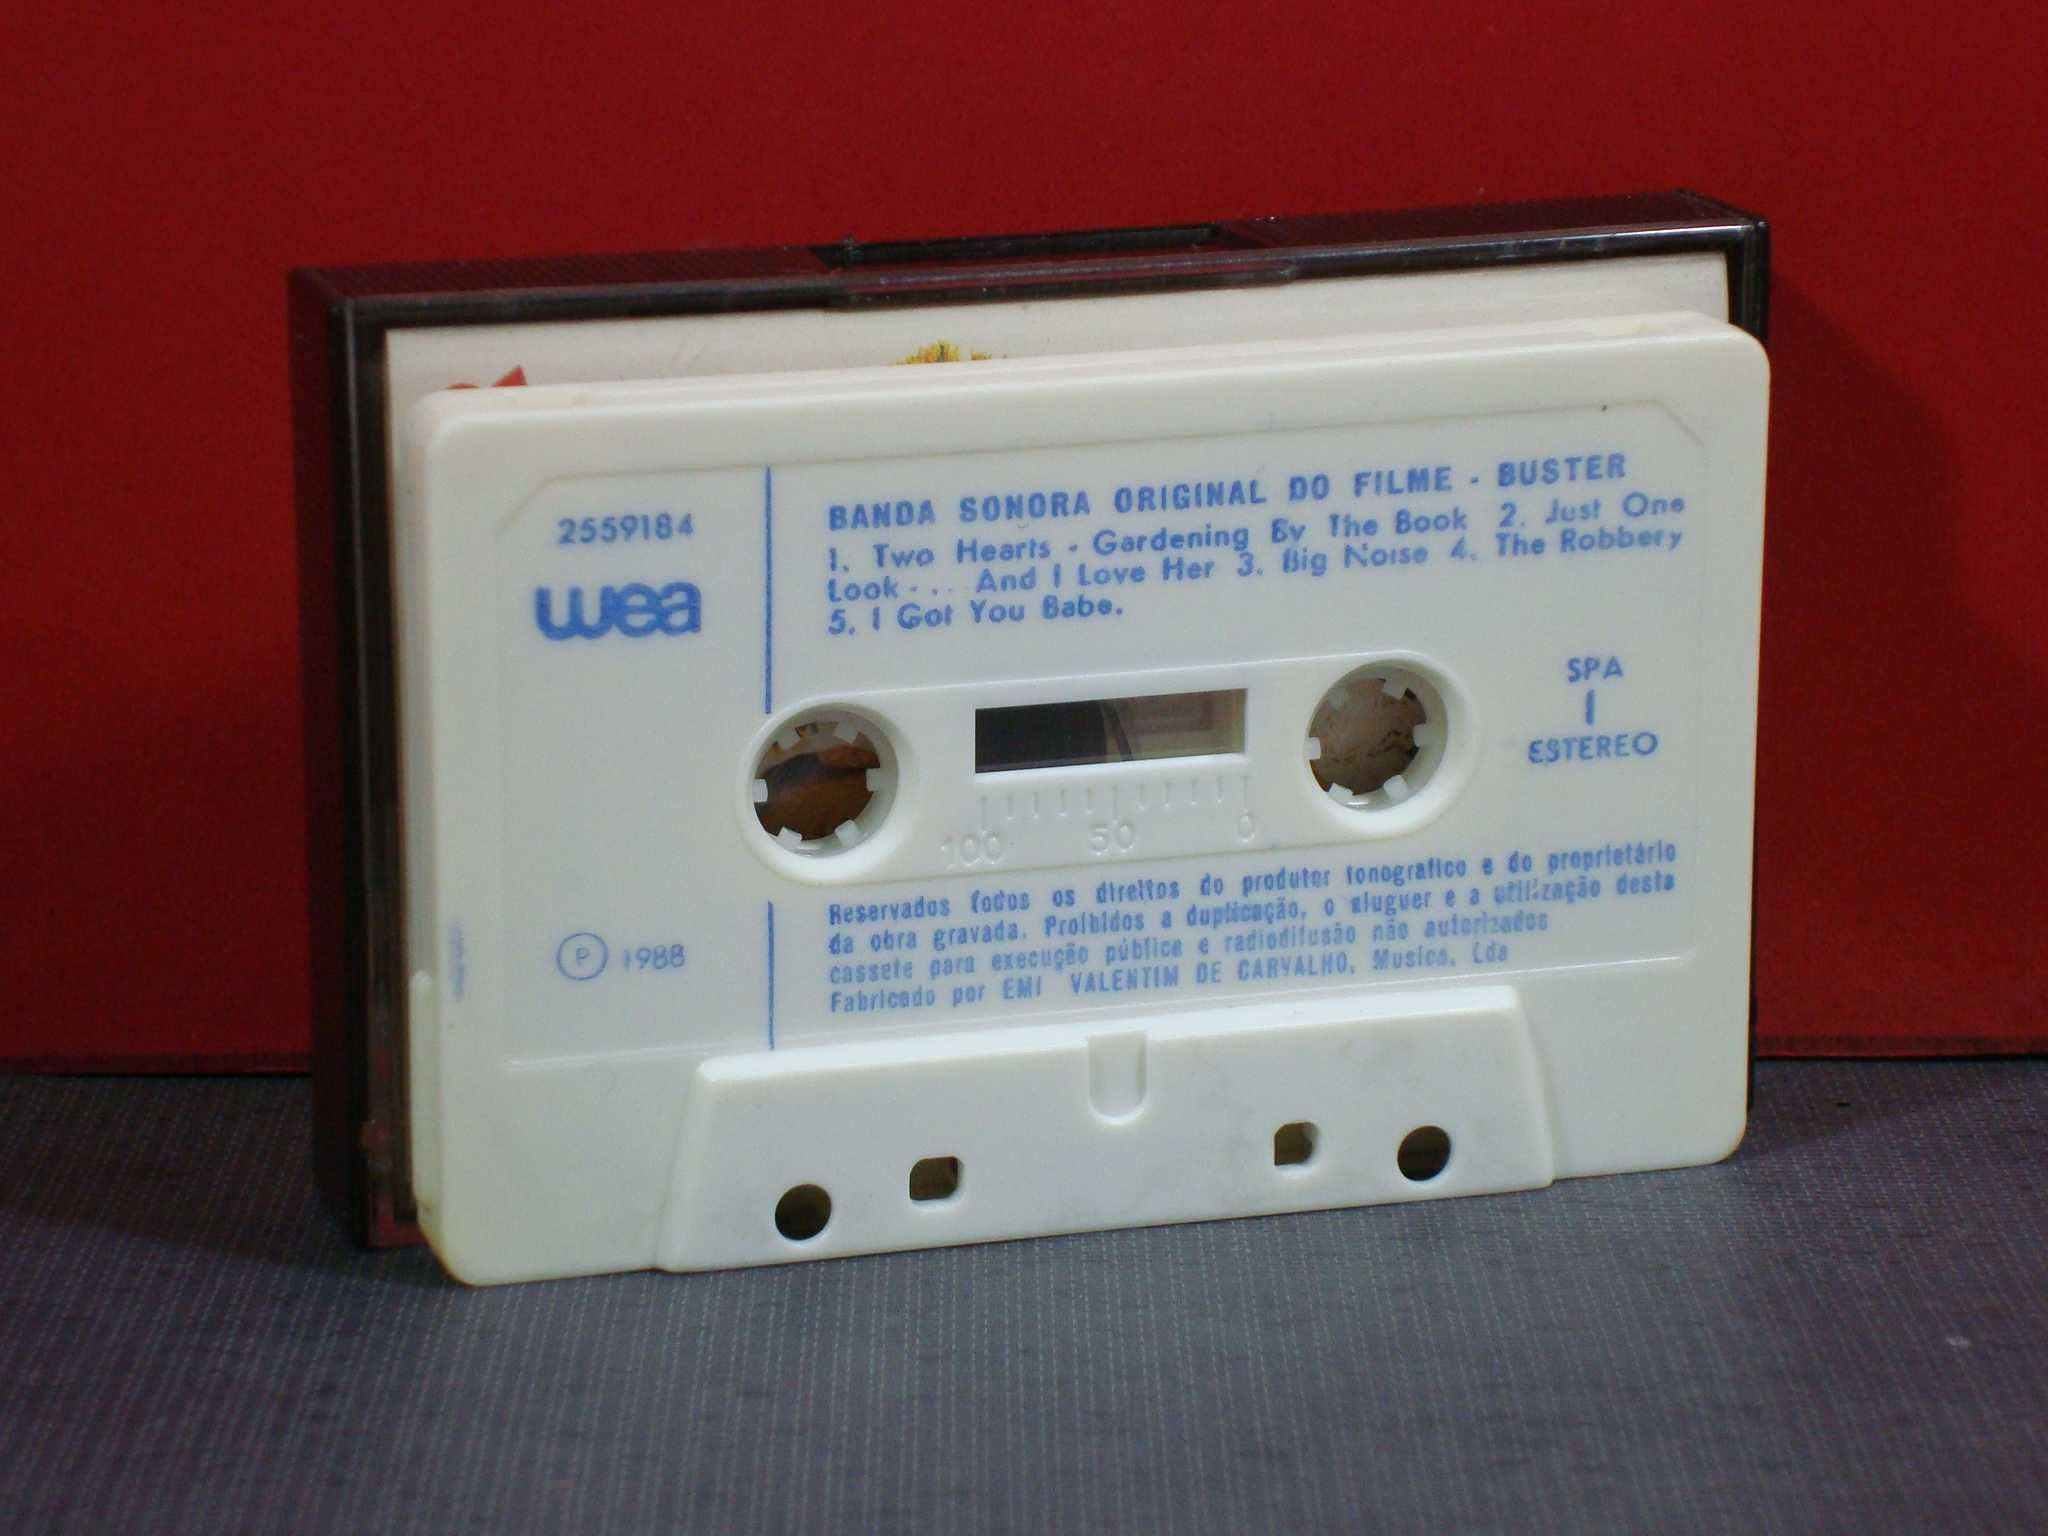 2559184
wea
BANDA SONORA ORIGINAL DO FILME - BUSTER
1. Two Hearts - Gardening By The Book 2. Just One
Look - .. And I Love Her 3. Big Noise 4. The Robbery
5. I Got You Babe.
SPA
1
ESTEREO
100 50 0
Reservados todos os direitos do produtor fonografico e do proprietário
da obra gravada. Proibidos a duplicação, o aluguer e a utilização desta
cassete para execução pública e radiodifusão não autorizados
Fabricado por EMI VALENTIM DE CARVALHO, Musica, Lda
Ⓟ 1988